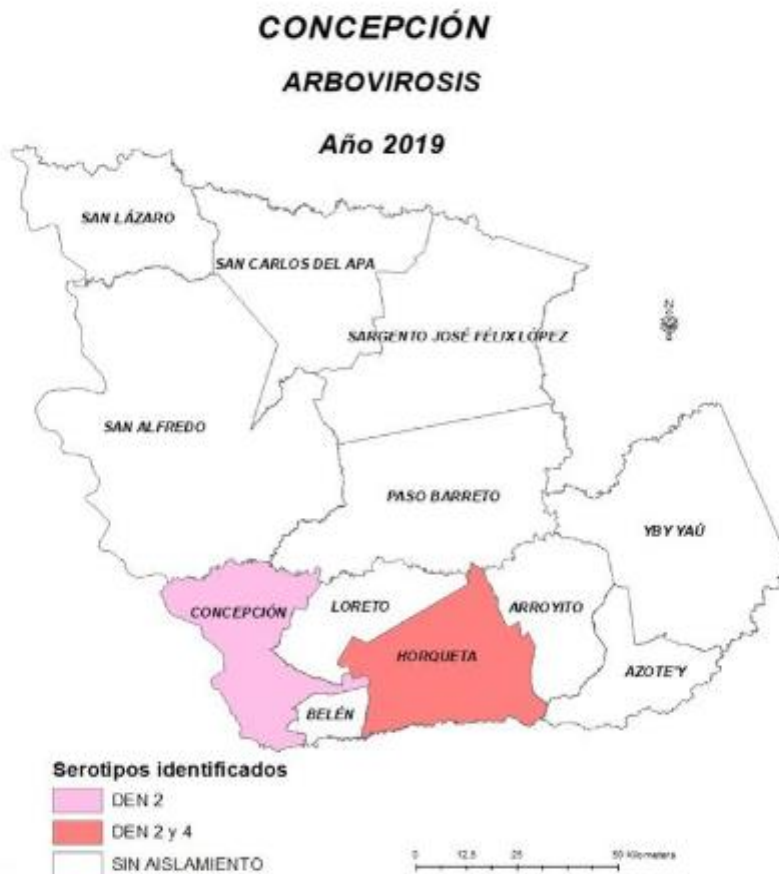 CONCEPCIÓN
ARBOVIROSIS
Año 2019
SAN LÁZARO
SAN CARLOS DEL APA
SARGENTO JOSÉ FÉLIX LÓPEZ
SAN ALFREDO
PASO BARRETO
YBY YAÚ
CONCEPCIÓN
LORETO
ARROYITO
HORQUETA
AZOTE'Y
BELÉN
Serotipos identificados
DEN 2
DEN 2 y 4
SIN AISLAMIENTO
0 12,5 25 50 Kilometers